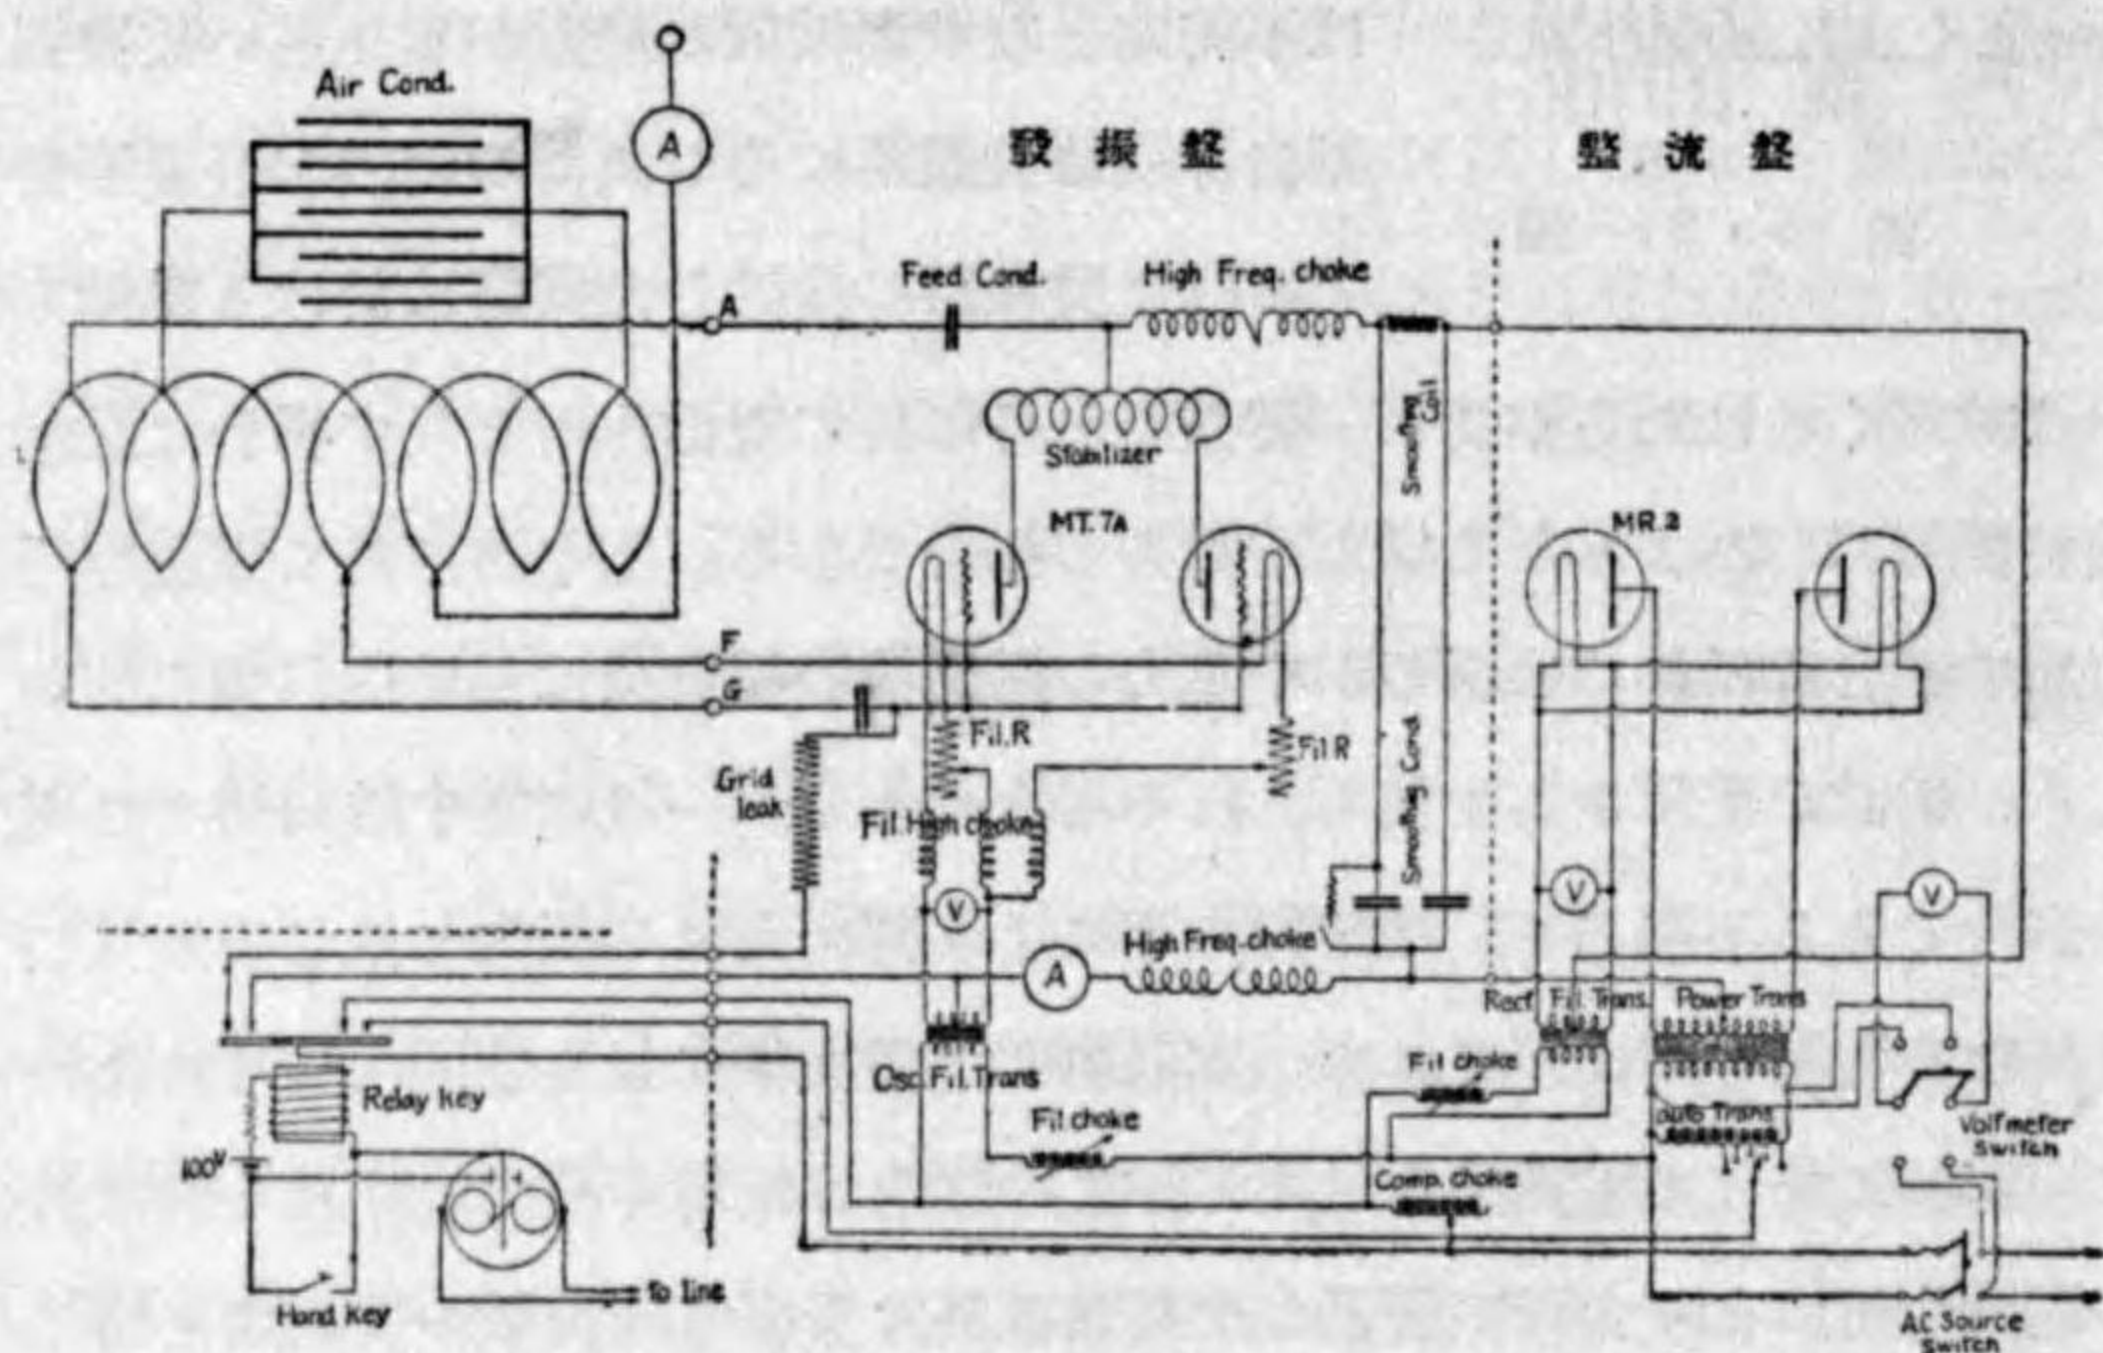 Air Cond.
A
發振盤
整流盤
Feed Cond.
High Freq. choke
A
Smoothing
Coil
Stabilizer
MT. 7A
MR. 2
F
G
Fil. R
Fil R
Grid
leak
Smoothing Cond
Fil. High choke
V
V
V
High Freq. choke
A
Rect. Fil. Trans.
Power Trans
Osc. Fil. Trans
Fil choke
Relay key
Fil. choke
auto Trans
Voltmeter
Switch
100V
Comp. choke
To line
Hand Key
AC Source
Switch